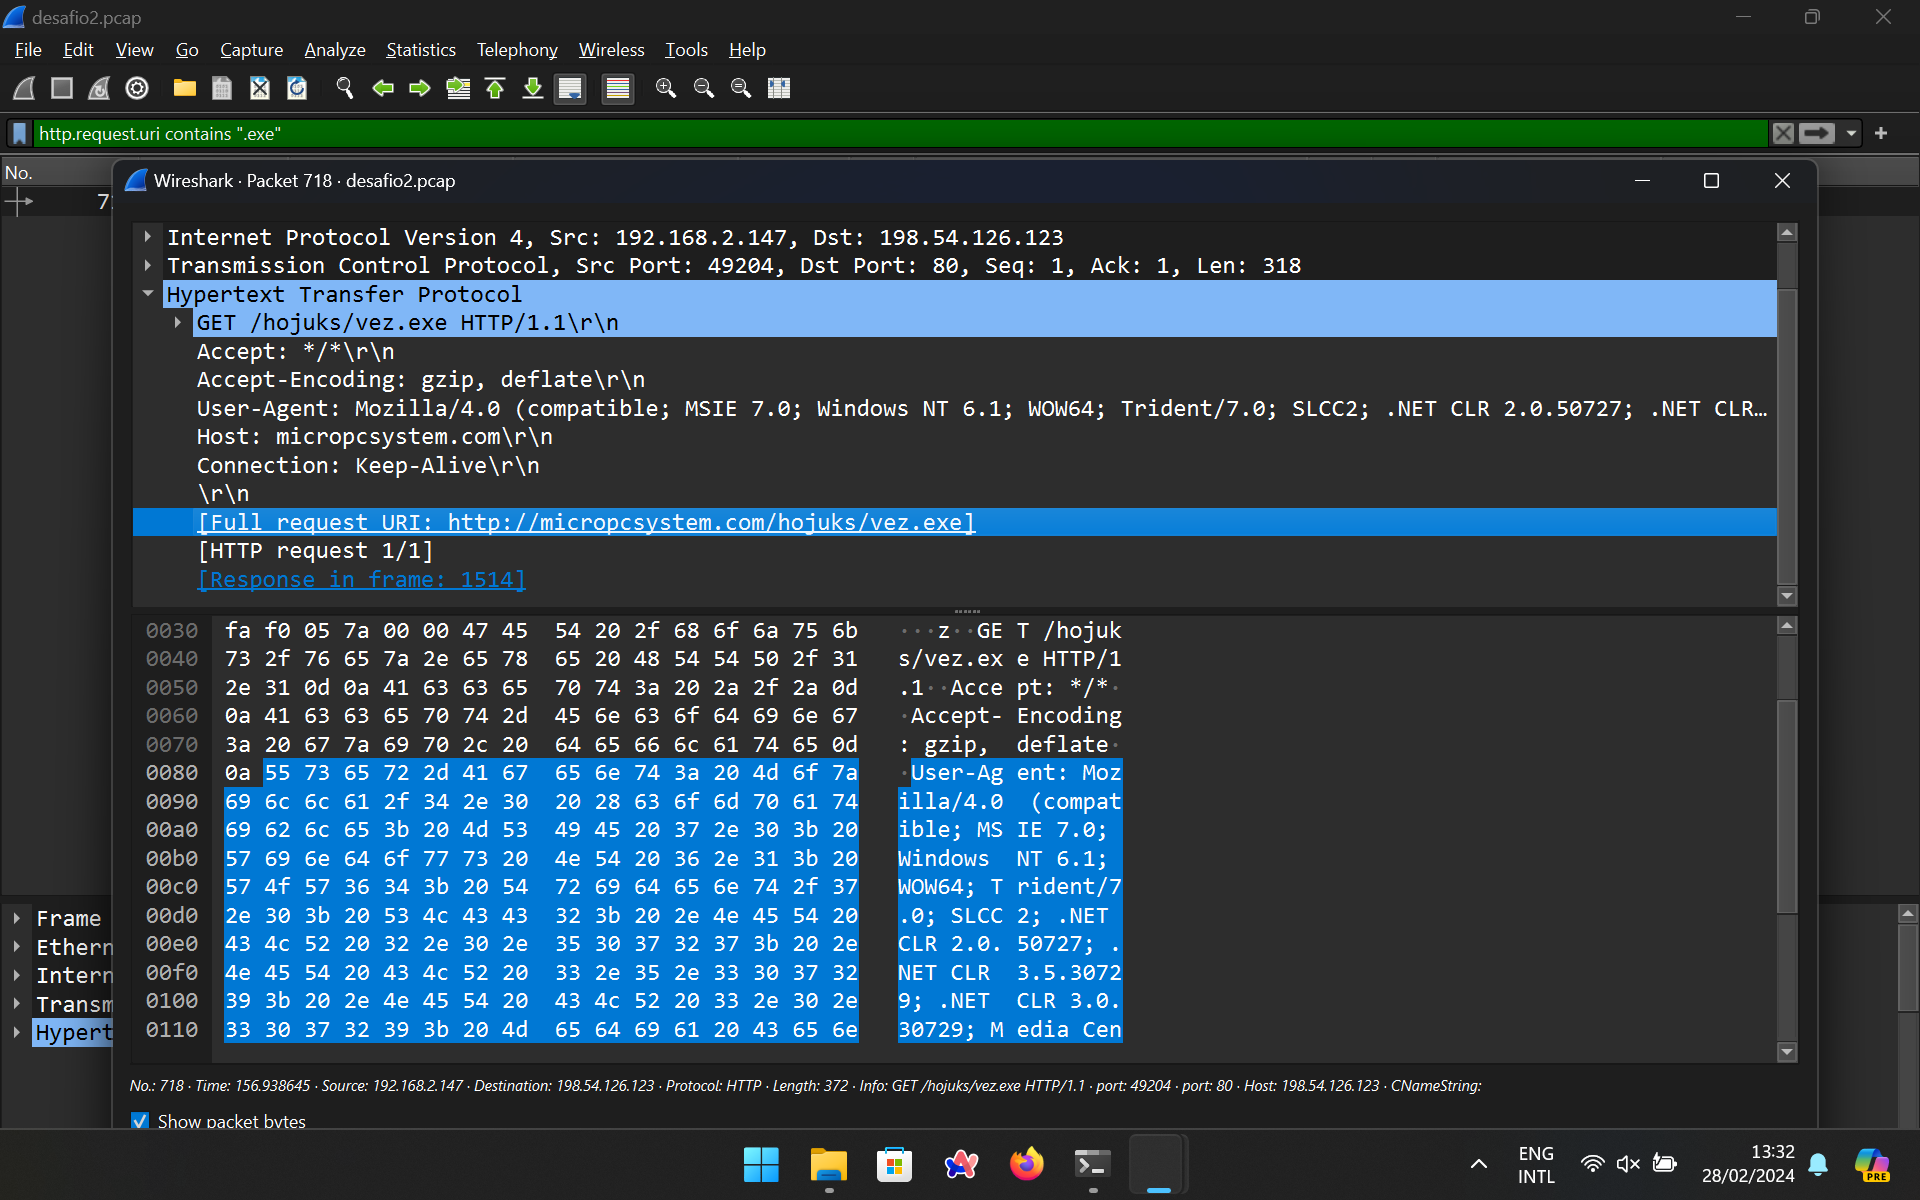 desafio2.pcap
File Edit View Go Capture Analyze Statistics Telephony Wireless Tools Help
http.request.uri contains ".exe"
No.
Wireshark · Packet 718 · desafio2.pcap
Internet Protocol Version 4, Src: 192.168.2.147, Dst: 198.54.126.123
Transmission Control Protocol, Src Port: 49204, Dst Port: 80, Seq: 1, Ack: 1, Len: 318
Hypertext Transfer Protocol
GET /hojuks/vez.exe HTTP/1.1\r\n
Accept: */*\r\n
Accept-Encoding: gzip, deflate\r\n
User-Agent: Mozilla/4.0 (compatible; MSIE 7.0; Windows NT 6.1; WOW64; Trident/7.0; SLCC2; .NET CLR 2.0.50727; .NET CLR…
Host: micropcsystem.com\r\n
Connection: Keep-Alive\r\n
\r\n
[Full request URI: http://micropcsystem.com/hojuks/vez.exe]
[HTTP request 1/1]
[Response in frame: 1514]
0030 fa f0 05 7a 00 00 47 45 54 20 2f 68 6f 6a 75 6b ···z··GE T /hojuk
0040 73 2f 76 65 7a 2e 65 78 65 20 48 54 54 50 2f 31 s/vez.ex e HTTP/1
0050 2e 31 0d 0a 41 63 63 65 70 74 3a 20 2a 2f 2a 0d .1··Acce pt: */*·
0060 0a 41 63 63 65 70 74 2d 45 6e 63 6f 64 69 6e 67 ·Accept- Encoding
0070 3a 20 67 7a 69 70 2c 20 64 65 66 6c 61 74 65 0d : gzip, deflate·
0080 0a 55 73 65 72 2d 41 67 65 6e 74 3a 20 4d 6f 7a ·User-Ag ent: Moz
0090 69 6c 6c 61 2f 34 2e 30 20 28 63 6f 6d 70 61 74 illa/4.0 (compat
00a0 69 62 6c 65 3b 20 4d 53 49 45 20 37 2e 30 3b 20 ible; MS IE 7.0;
00b0 57 69 6e 64 6f 77 73 20 4e 54 20 36 2e 31 3b 20 Windows NT 6.1;
00c0 57 4f 57 36 34 3b 20 54 72 69 64 65 6e 74 2f 37 WOW64; T rident/7
00d0 2e 30 3b 20 53 4c 43 43 32 3b 20 2e 4e 45 54 20 .0; SLCC 2; .NET
00e0 43 4c 52 20 32 2e 30 2e 35 30 37 32 37 3b 20 2e CLR 2.0. 50727; .
00f0 4e 45 54 20 43 4c 52 20 33 2e 35 2e 33 30 37 32 NET CLR 3.5.3072
0100 39 3b 20 2e 4e 45 54 20 43 4c 52 20 33 2e 30 2e 9; .NET CLR 3.0.
0110 33 30 37 32 39 3b 20 4d 65 64 69 61 20 43 65 6e 30729; M edia Cen
Frame
Ethern
Intern
Transm
Hypert
No.: 718 · Time: 156.938645 · Source: 192.168.2.147 · Destination: 198.54.126.123 · Protocol: HTTP · Length: 372 · Info: GET /hojuks/vez.exe HTTP/1.1 · port: 49204 · port: 80 · Host: 198.54.126.123 · CNameString:
Show packet bytes
ENG
INTL
13:32
28/02/2024
PRE